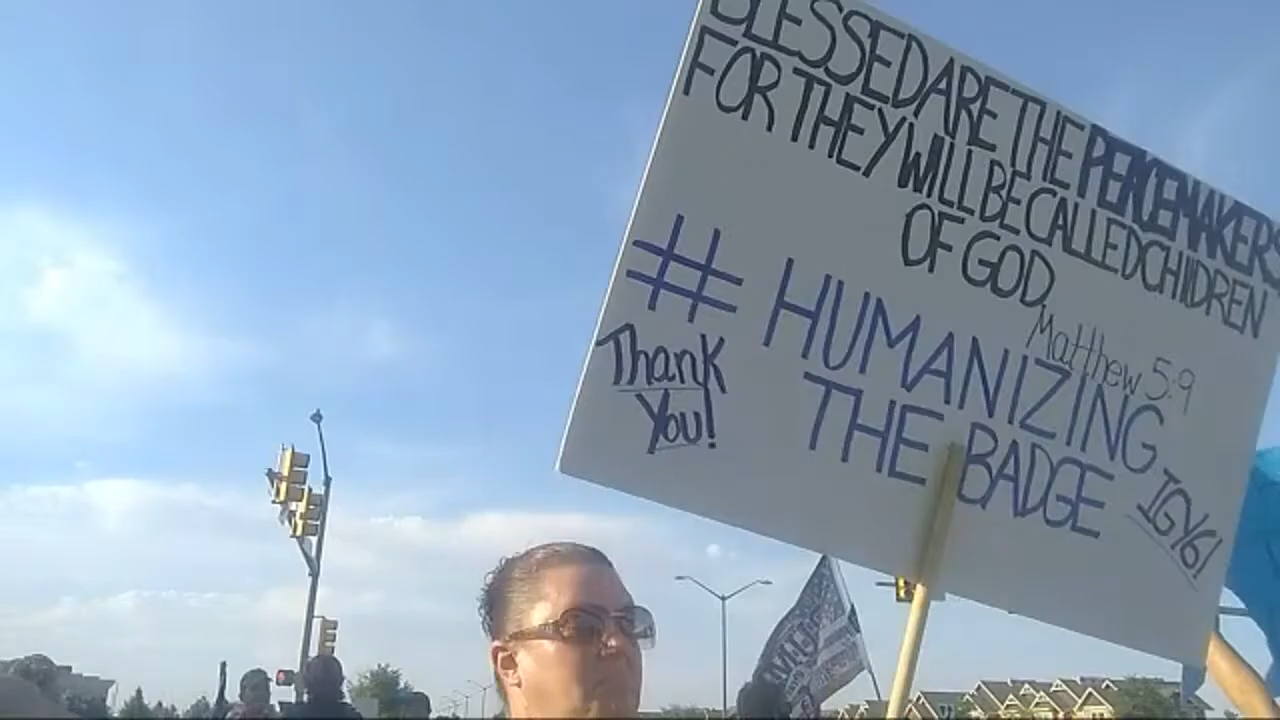 BLESSED ARE THE PEACEMAKERS
FOR THEY WILL BE CALLED CHILDREN
OF GOD
Matthew 5:9
# HUMANIZING
THE BADGE
Thank
You!
IGY6!